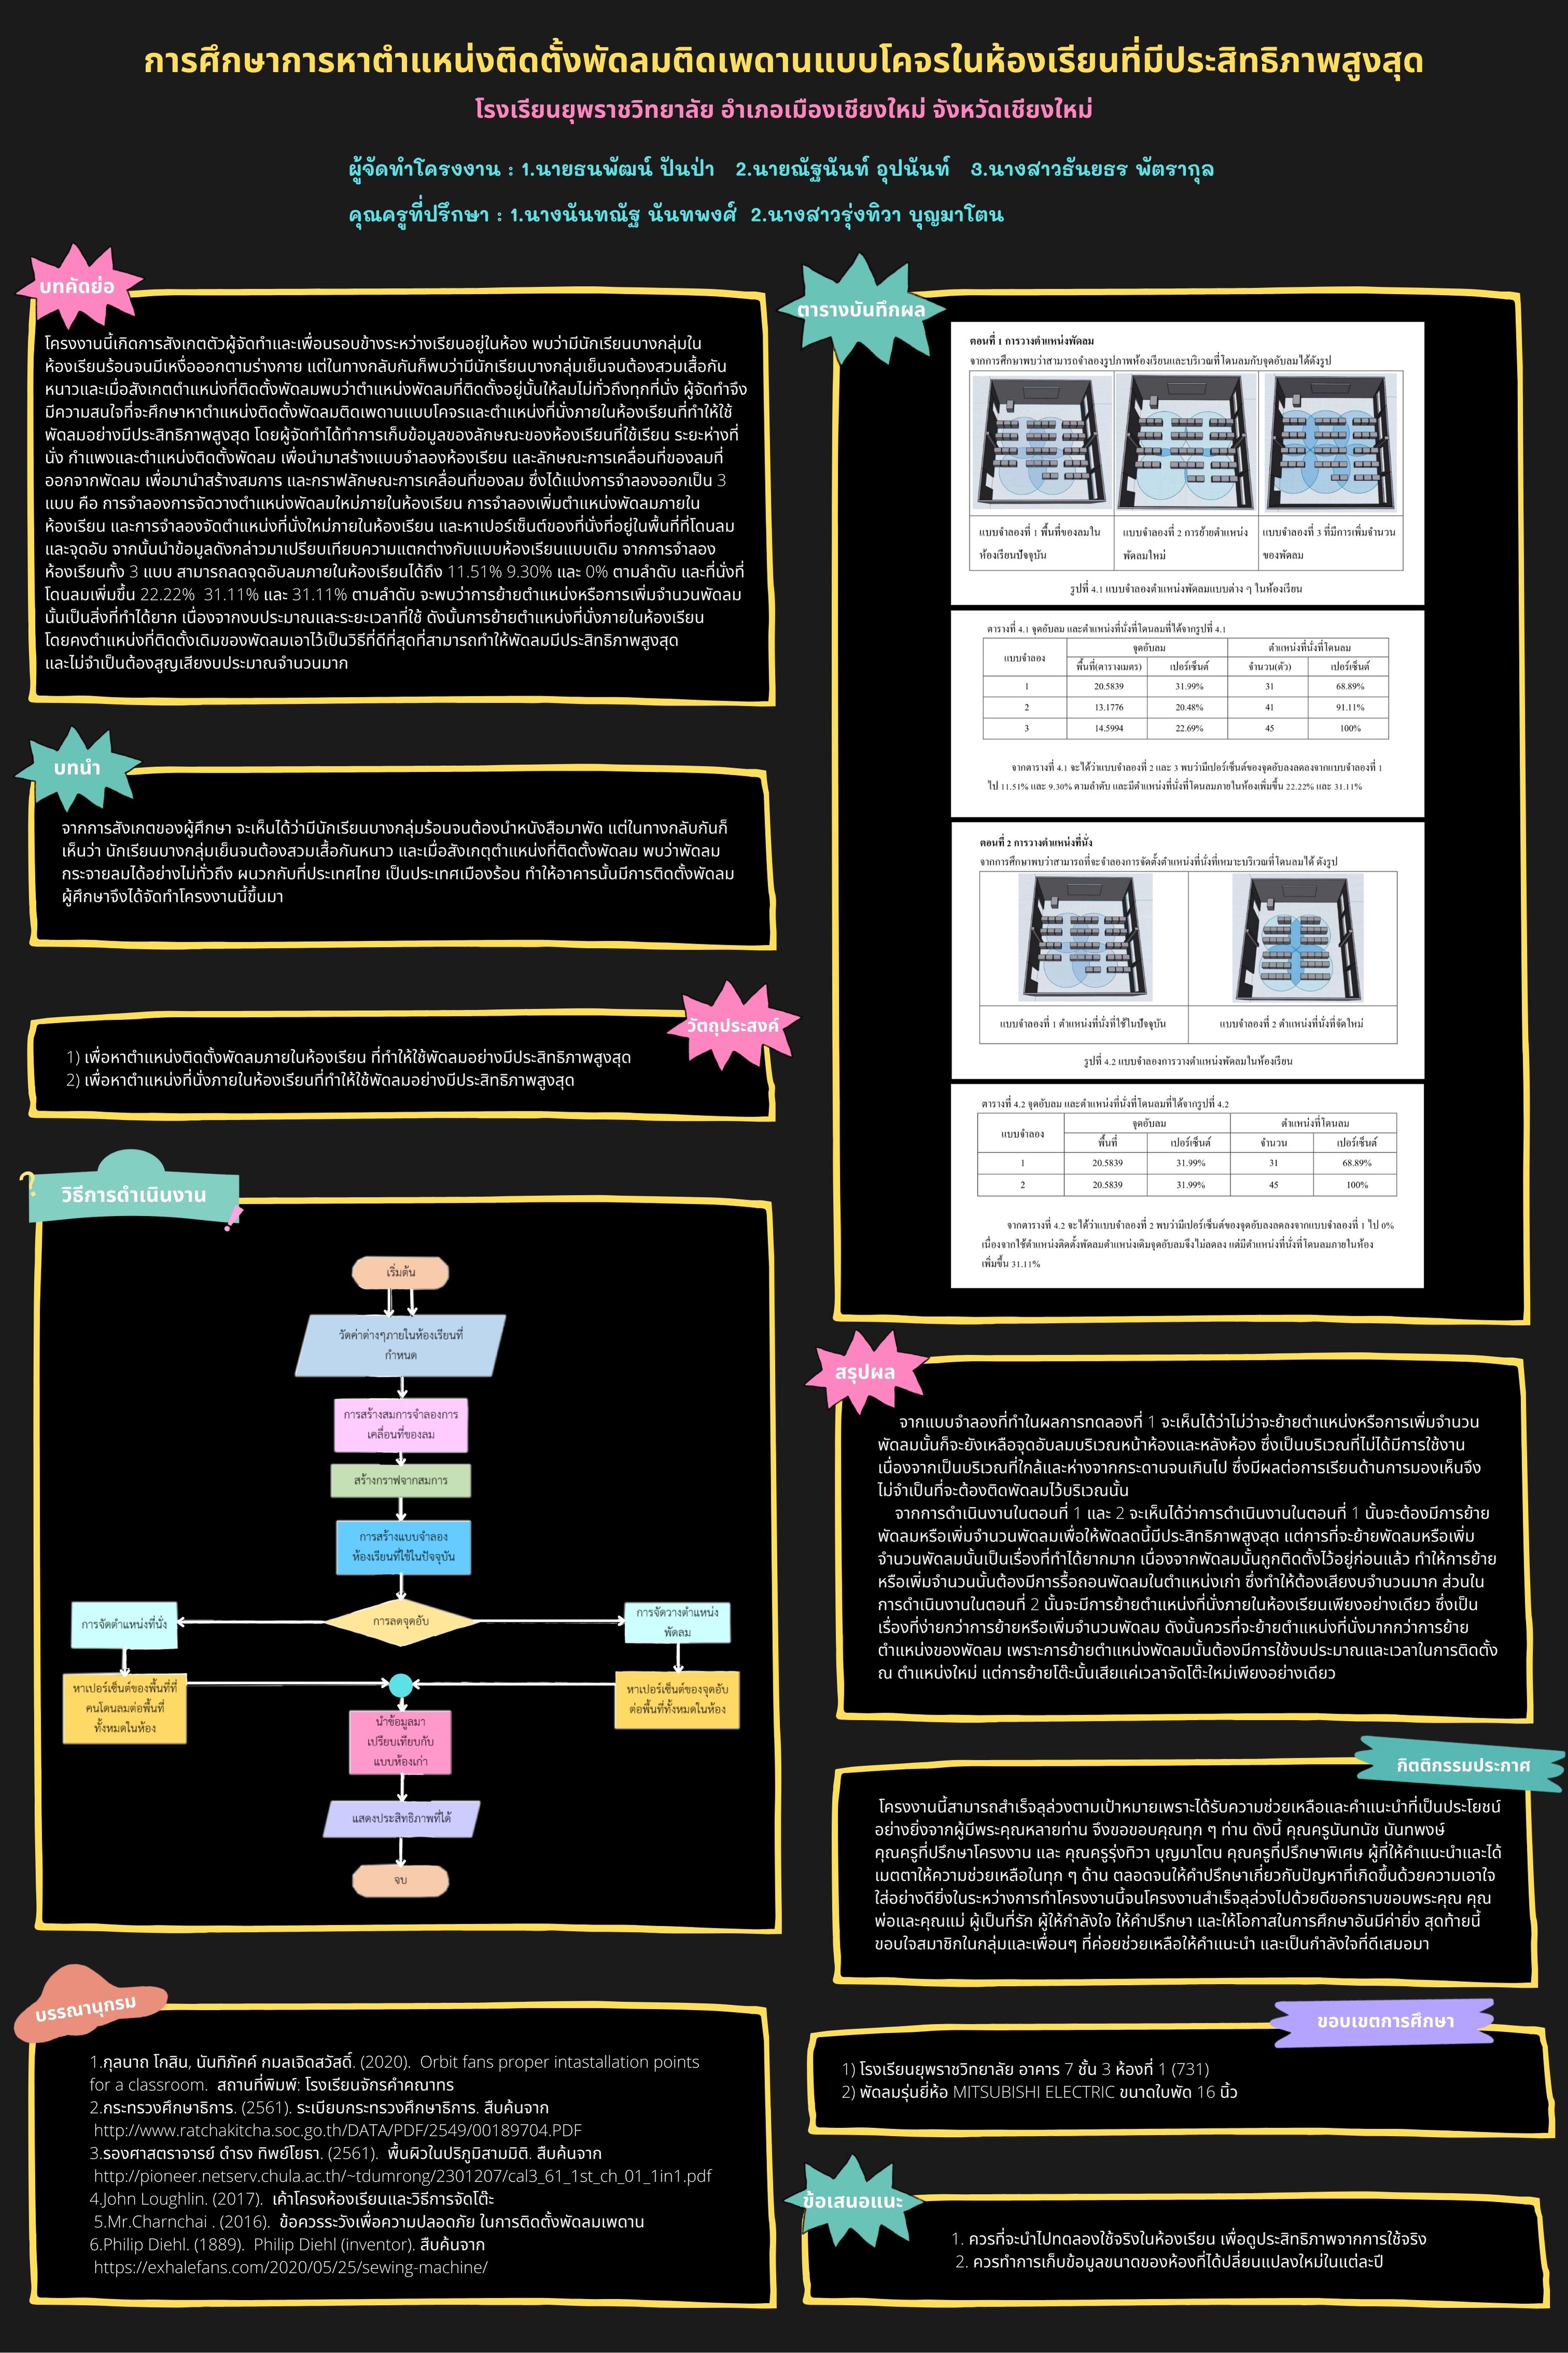 การศึกษาการหาตำแหน่งติดตั้งพัดลมติดเพดานแบบโคจรในห้องเรียนที่มีประสิทธิภาพสูงสุด
โรงเรียนยุพราชวิทยาลัย อำเภอเมืองเชียงใหม่ จังหวัดเชียงใหม่
ผู้จัดทำโครงงาน : 1.นายธนพัฒน์ ปันป่า 2.นายณัฐนันท์ อุปนันท์ 3.นางสาวธันยธร พัตรากุล
คุณครูที่ปรึกษา : 1.นางนันทณัฐ นันทพงศ์ 2.นางสาวรุ่งทิวา บุญมาโตน
บทคัดย่อ
โครงงานนี้เกิดการสังเกตตัวผู้จัดทำและเพื่อนรอบข้างระหว่างเรียนอยู่ในห้อง พบว่ามีนักเรียนบางกลุ่มใน
ห้องเรียนร้อนจนมีเหงื่อออกตามร่างกาย แต่ในทางกลับกันก็พบว่ามีนักเรียนบางกลุ่มเย็นจนต้องสวมเสื้อกัน
หนาวและเมื่อสังเกตตำแหน่งที่ติดตั้งพัดลมพบว่าตำแหน่งพัดลมที่ติดตั้งอยู่นั้นให้ลมไม่ทั่วถึงทุกที่นั่ง ผู้จัดทำจึง
มีความสนใจที่จะศึกษาหาตำแหน่งติดตั้งพัดลมติดเพดานแบบโคจรและตำแหน่งที่นั่งภายในห้องเรียนที่ทำให้ใช้
พัดลมอย่างมีประสิทธิภาพสูงสุด โดยผู้จัดทำได้ทำการเก็บข้อมูลของลักษณะของห้องเรียนที่ใช้เรียน ระยะห่างที่
นั่ง กำแพงและตำแหน่งติดตั้งพัดลม เพื่อนำมาสร้างแบบจำลองห้องเรียน และลักษณะการเคลื่อนที่ของลมที่
ออกจากพัดลม เพื่อมานำสร้างสมการ และกราฟลักษณะการเคลื่อนที่ของลม ซึ่งได้แบ่งการจำลองออกเป็น 3
แบบ คือ การจำลองการจัดวางตำแหน่งพัดลมใหม่ภายในห้องเรียน การจำลองเพิ่มตำแหน่งพัดลมภายใน
ห้องเรียน และการจำลองจัดตำแหน่งที่นั่งใหม่ภายในห้องเรียน และหาเปอร์เซ็นต์ของที่นั่งที่อยู่ในพื้นที่ที่โดนลม
และจุดอับ จากนั้นนำข้อมูลดังกล่าวมาเปรียบเทียบความแตกต่างกับแบบห้องเรียนแบบเดิม จากการจำลอง
ห้องเรียนทั้ง 3 แบบ สามารถลดจุดอับลมภายในห้องเรียนได้ถึง 11.51% 9.30% และ 0% ตามลำดับ และที่นั่งที่
โดนลมเพิ่มขึ้น 22.22% 31.11% และ 31.11% ตามลำดับ จะพบว่าการย้ายตำแหน่งหรือการเพิ่มจำนวนพัดลม
นั้นเป็นสิ่งที่ทำได้ยาก เนื่องจากงบประมาณและระยะเวลาที่ใช้ ดังนั้นการย้ายตำแหน่งที่นั่งภายในห้องเรียน
โดยคงตำแหน่งที่ติดตั้งเดิมของพัดลมเอาไว้เป็นวิธีที่ดีที่สุดที่สามารถทำให้พัดลมมีประสิทธิภาพสูงสุด
และไม่จำเป็นต้องสูญเสียงบประมาณจำนวนมาก
บทนำ
จากการสังเกตของผู้ศึกษา จะเห็นได้ว่ามีนักเรียนบางกลุ่มร้อนจนต้องนำหนังสือมาพัด แต่ในทางกลับกันก็
เห็นว่า นักเรียนบางกลุ่มเย็นจนต้องสวมเสื้อกันหนาว และเมื่อสังเกตุตำแหน่งที่ติดตั้งพัดลม พบว่าพัดลม
กระจายลมได้อย่างไม่ทั่วถึง ผนวกกับที่ประเทศไทย เป็นประเทศเมืองร้อน ทำให้อาคารนั้นมีการติดตั้งพัดลม
ผู้ศึกษาจึงได้จัดทำโครงงานนี้ขึ้นมา
วัตถุประสงค์
1) เพื่อหาตำแหน่งติดตั้งพัดลมภายในห้องเรียน ที่ทำให้ใช้พัดลมอย่างมีประสิทธิภาพสูงสุด
2) เพื่อหาตำแหน่งที่นั่งภายในห้องเรียนที่ทำให้ใช้พัดลมอย่างมีประสิทธิภาพสูงสุด
?
วิธีการดำเนินงาน
!
เริ่มต้น
วัดค่าต่างๆภายในห้องเรียนที่
กำหนด
การสร้างสมการจำลองการ
เคลื่อนที่ของลม
สร้างกราฟจากสมการ
การสร้างแบบจำลอง
ห้องเรียนที่ใช้ในปัจจุบัน
การจัดตำแหน่งที่นั่ง
การลดจุดอับ
การจัดวางตำแหน่ง
พัดลม
หาเปอร์เซ็นต์ของพื้นที่ที่
คนโดนลมต่อพื้นที่
ทั้งหมดในห้อง
หาเปอร์เซ็นต์ของจุดอับ
ต่อพื้นที่ทั้งหมดในห้อง
นำข้อมูลมา
เปรียบเทียบกับ
แบบห้องเก่า
แสดงประสิทธิภาพที่ได้
จบ
บรรณานุกรม
1.กุลนาถ โกสิน, นันทิภัคค์ กมลเจิดสวัสดิ์. (2020). Orbit fans proper intastallation points
for a classroom. สถานที่พิมพ์: โรงเรียนจักรคำคณาทร
2.กระทรวงศึกษาธิการ. (2561). ระเบียบกระทรวงศึกษาธิการ. สืบค้นจาก
http://www.ratchakitcha.soc.go.th/DATA/PDF/2549/00189704.PDF
3.รองศาสตราจารย์ ดำรง ทิพย์โยธา. (2561). พื้นผิวในปริภูมิสามมิติ. สืบค้นจาก
http://pioneer.netserv.chula.ac.th/~tdumrong/2301207/cal3_61_1st_ch_01_1in1.pdf
4.John Loughlin. (2017). เค้าโครงห้องเรียนและวิธีการจัดโต๊ะ
5.Mr.Charnchai . (2016). ข้อควรระวังเพื่อความปลอดภัย ในการติดตั้งพัดลมเพดาน
6.Philip Diehl. (1889). Philip Diehl (inventor). สืบค้นจาก
https://exhalefans.com/2020/05/25/sewing-machine/
ตารางบันทึกผล
ตอนที่ 1 การวางตำแหน่งพัดลม
จากการศึกษาพบว่าสามารถจำลองรูปภาพห้องเรียนและบริเวณที่โดนลมกับจุดอับลมได้ดังรูป
แบบจำลองที่ 1 พื้นที่ของลมใน
ห้องเรียนปัจจุบัน
แบบจำลองที่ 2 การย้ายตำแหน่ง
พัดลมใหม่
แบบจำลองที่ 3 ที่มีการเพิ่มจำนวน
ของพัดลม
รูปที่ 4.1 แบบจำลองตำแหน่งพัดลมแบบต่าง ๆ ในห้องเรียน
ตารางที่ 4.1 จุดอับลม และตำแหน่งที่นั่งที่โดนลมที่ได้จากรูปที่ 4.1
แบบจำลอง จุดอับลม ตำแหน่งที่นั่งที่โดนลม
พื้นที่(ตารางเมตร) เปอร์เซ็นต์ จำนวน(ตัว) เปอร์เซ็นต์
1 20.5839 31.99% 31 68.89%
2 13.1776 20.48% 41 91.11%
3 14.5994 22.69% 45 100%
จากตารางที่ 4.1 จะได้ว่าแบบจำลองที่ 2 และ 3 พบว่ามีเปอร์เซ็นต์ของจุดอับลงลดลงจากแบบจำลองที่ 1
ไป 11.51% และ 9.30% ตามลำดับ และมีตำแหน่งที่นั่งที่โดนลมภายในห้องเพิ่มขึ้น 22.22% และ 31.11%
ตอนที่ 2 การวางตำแหน่งที่นั่ง
จากการศึกษาพบว่าสามารถที่จะจำลองการจัดตั้งตำแหน่งที่นั่งที่เหมาะบริเวณที่โดนลมได้ ดังรูป
แบบจำลองที่ 1 ตำแหน่งที่นั่งที่ใช้ในปัจจุบัน
แบบจำลองที่ 2 ตำแหน่งที่นั่งที่จัดใหม่
รูปที่ 4.2 แบบจำลองการวางตำแหน่งพัดลมในห้องเรียน
ตารางที่ 4.2 จุดอับลม และตำแหน่งที่นั่งที่โดนลมที่ได้จากรูปที่ 4.2
แบบจำลอง จุดอับลม ตำแหน่งที่โดนลม
พื้นที่ เปอร์เซ็นต์ จำนวน เปอร์เซ็นต์
1 20.5839 31.99% 31 68.89%
2 20.5839 31.99% 45 100%
จากตารางที่ 4.2 จะได้ว่าแบบจำลองที่ 2 พบว่ามีเปอร์เซ็นต์ของจุดอับลงลดลงจากแบบจำลองที่ 1 ไป 0%
เนื่องจากใช้ตำแหน่งติดตั้งพัดลมตำแหน่งเดิมจุดอับลมจึงไม่ลดลง แต่มีตำแหน่งที่นั่งที่โดนลมภายในห้อง
เพิ่มขึ้น 31.11%
สรุปผล
จากแบบจำลองที่ทำในผลการทดลองที่ 1 จะเห็นได้ว่าไม่ว่าจะย้ายตำแหน่งหรือการเพิ่มจำนวน
พัดลมนั้นก็จะยังเหลือจุดอับลมบริเวณหน้าห้องและหลังห้อง ซึ่งเป็นบริเวณที่ไม่ได้มีการใช้งาน
เนื่องจากเป็นบริเวณที่ใกล้และห่างจากกระดานจนเกินไป ซึ่งมีผลต่อการเรียนด้านการมองเห็นจึง
ไม่จำเป็นที่จะต้องติดพัดลมไว้บริเวณนั้น
จากการดำเนินงานในตอนที่ 1 และ 2 จะเห็นได้ว่าการดำเนินงานในตอนที่ 1 นั้นจะต้องมีการย้าย
พัดลมหรือเพิ่มจำนวนพัดลมเพื่อให้พัดลดนี้มีประสิทธิภาพสูงสุด แต่การที่จะย้ายพัดลมหรือเพิ่ม
จำนวนพัดลมนั้นเป็นเรื่องที่ทำได้ยากมาก เนื่องจากพัดลมนั้นถูกติดตั้งไว้อยู่ก่อนแล้ว ทำให้การย้าย
หรือเพิ่มจำนวนนั้นต้องมีการรื้อถอนพัดลมในตำแหน่งเก่า ซึ่งทำให้ต้องเสียงบจำนวนมาก ส่วนใน
การดำเนินงานในตอนที่ 2 นั้นจะมีการย้ายตำแหน่งที่นั่งภายในห้องเรียนเพียงอย่างเดียว ซึ่งเป็น
เรื่องที่ง่ายกว่าการย้ายหรือเพิ่มจำนวนพัดลม ดังนั้นควรที่จะย้ายตำแหน่งที่นั่งมากกว่าการย้าย
ตำแหน่งของพัดลม เพราะการย้ายตำแหน่งพัดลมนั้นต้องมีการใช้งบประมาณและเวลาในการติดตั้ง
ณ ตำแหน่งใหม่ แต่การย้ายโต๊ะนั้นเสียแค่เวลาจัดโต๊ะใหม่เพียงอย่างเดียว
กิตติกรรมประกาศ
โครงงานนี้สามารถสำเร็จลุล่วงตามเป้าหมายเพราะได้รับความช่วยเหลือและคำแนะนำที่เป็นประโยชน์
อย่างยิ่งจากผู้มีพระคุณหลายท่าน จึงขอขอบคุณทุก ๆ ท่าน ดังนี้ คุณครูนันทนัช นันทพงษ์
คุณครูที่ปรึกษาโครงงาน และ คุณครูรุ่งทิวา บุญมาโตน คุณครูที่ปรึกษาพิเศษ ผู้ที่ให้คำแนะนำและได้
เมตตาให้ความช่วยเหลือในทุก ๆ ด้าน ตลอดจนให้คำปรึกษาเกี่ยวกับปัญหาที่เกิดขึ้นด้วยความเอาใจ
ใส่อย่างดียิ่งในระหว่างการทำโครงงานนี้จนโครงงานสำเร็จลุล่วงไปด้วยดีขอกราบขอบพระคุณ คุณ
พ่อและคุณแม่ ผู้เป็นที่รัก ผู้ให้กำลังใจ ให้คำปรึกษา และให้โอกาสในการศึกษาอันมีค่ายิ่ง สุดท้ายนี้
ขอบใจสมาชิกในกลุ่มและเพื่อนๆ ที่ค่อยช่วยเหลือให้คำแนะนำ และเป็นกำลังใจที่ดีเสมอมา
ขอบเขตการศึกษา
1) โรงเรียนยุพราชวิทยาลัย อาคาร 7 ชั้น 3 ห้องที่ 1 (731)
2) พัดลมรุ่นยี่ห้อ MITSUBISHI ELECTRIC ขนาดใบพัด 16 นิ้ว
ข้อเสนอแนะ
1. ควรที่จะนำไปทดลองใช้จริงในห้องเรียน เพื่อดูประสิทธิภาพจากการใช้จริง
2. ควรทำการเก็บข้อมูลขนาดของห้องที่ได้ปลี่ยนแปลงใหม่ในแต่ละปี